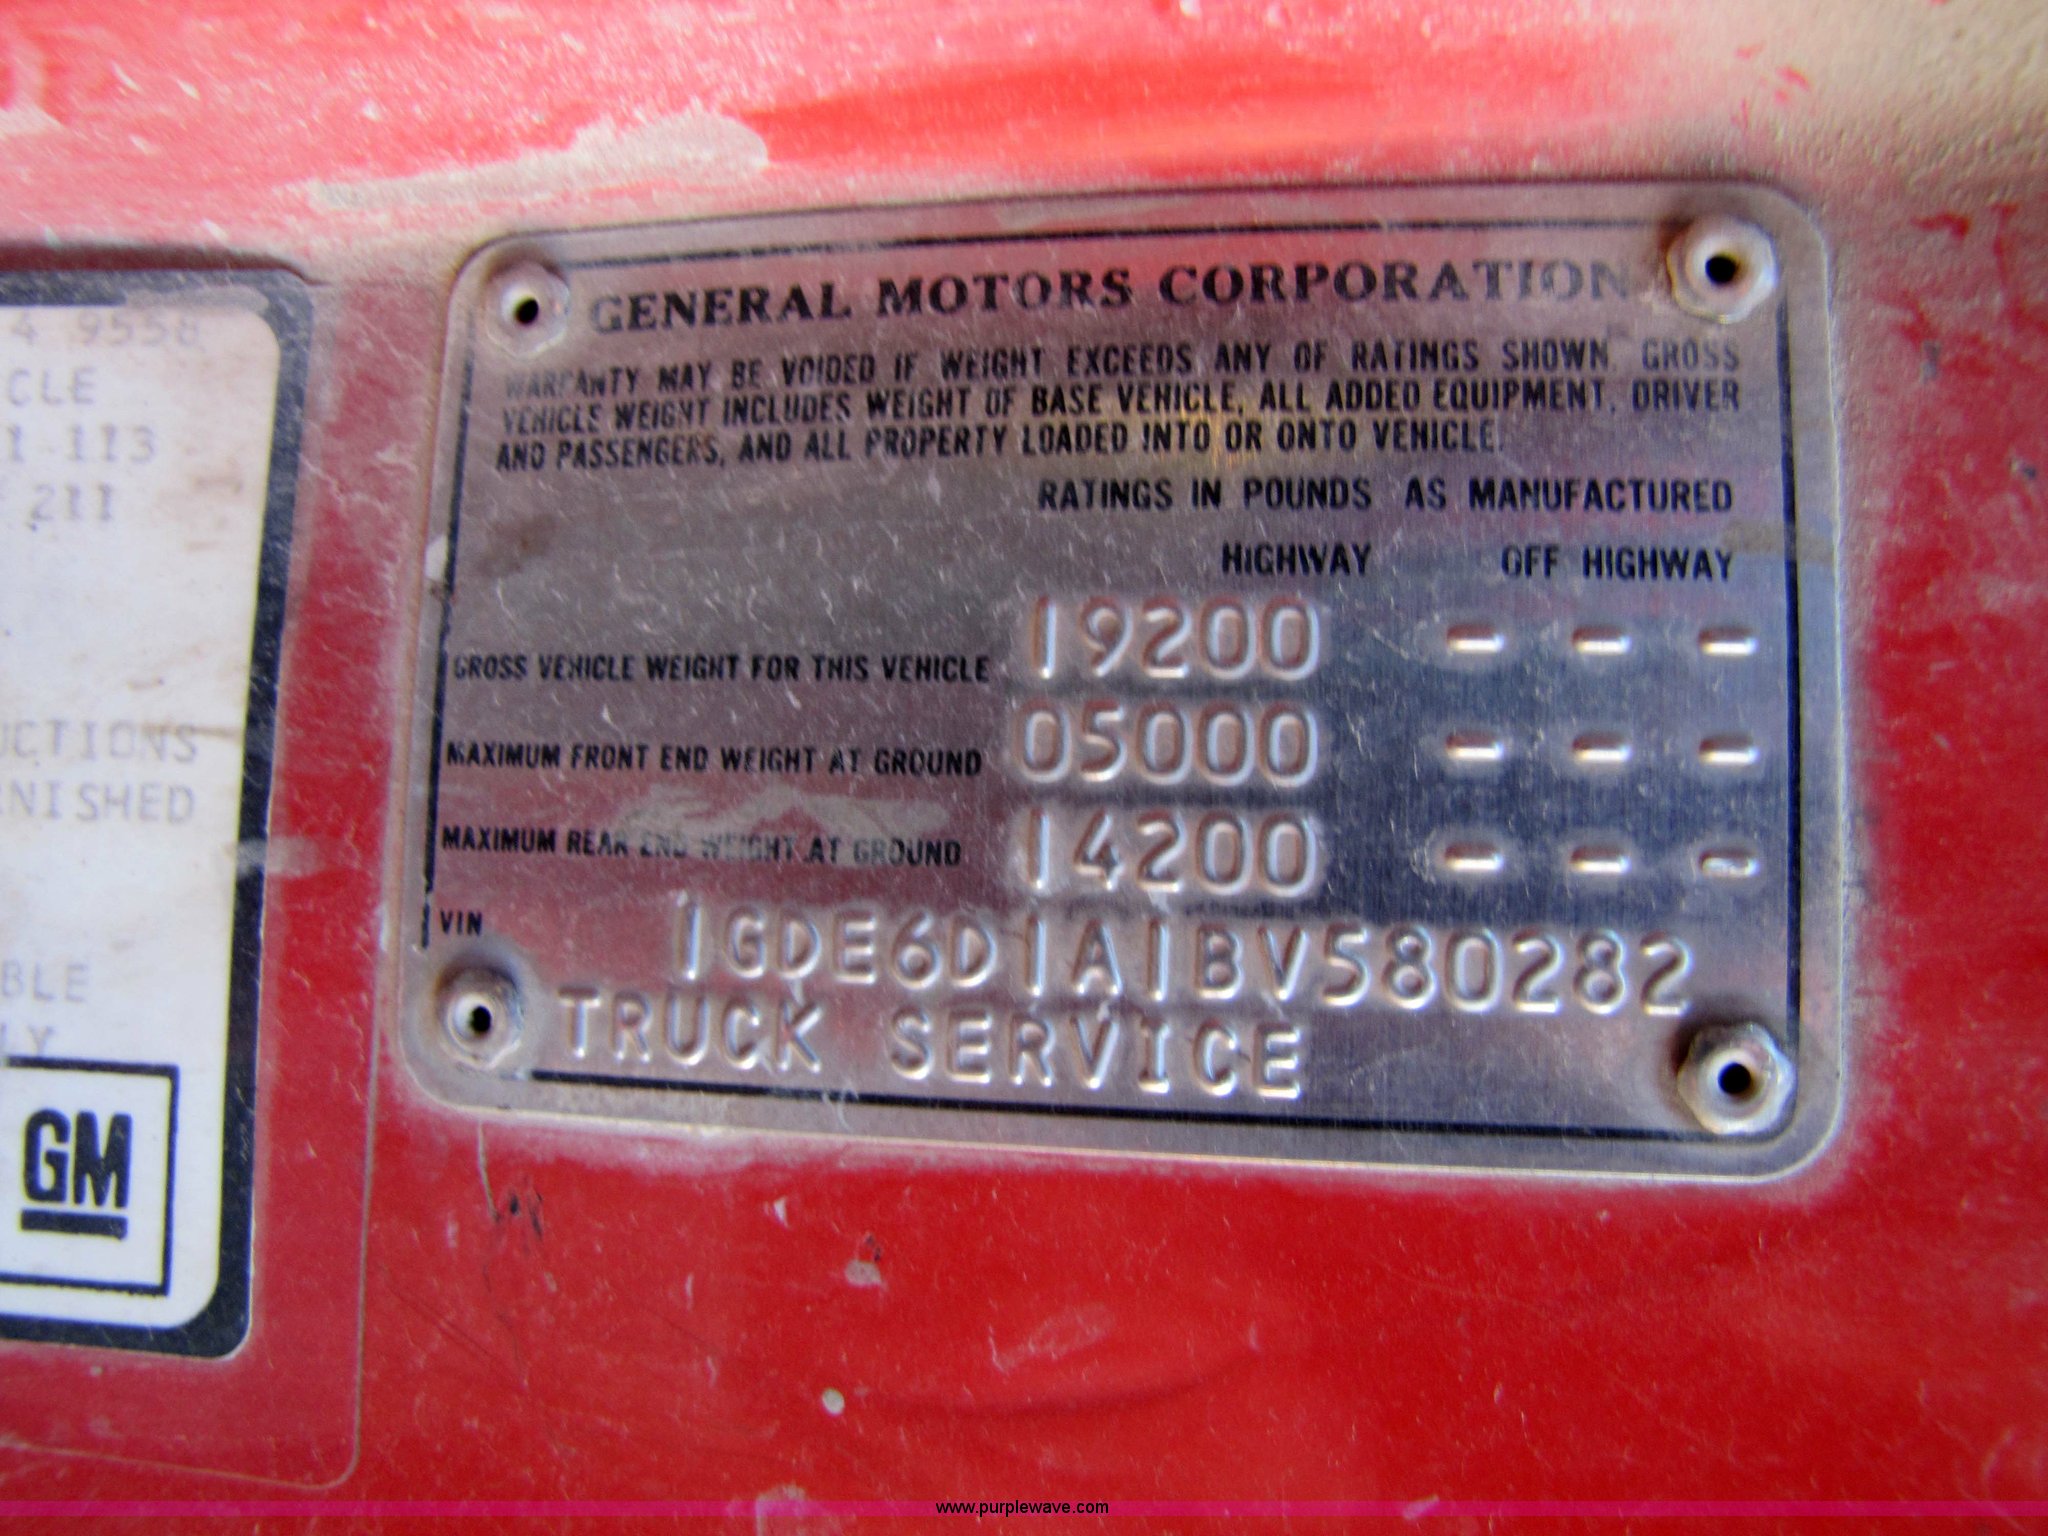 4 9558
CLE
1 113
211
UCTIONS
RNISHED
BLE
LY
GM
GENERAL MOTORS CORPORATION
WARRANTY MAY BE VOIDED IF WEIGHT EXCEEDS ANY OF RATINGS SHOWN. GROSS
VEHICLE WEIGHT INCLUDES WEIGHT OF BASE VEHICLE, ALL ADDED EQUIPMENT, DRIVER
AND PASSENGERS, AND ALL PROPERTY LOADED INTO OR ONTO VEHICLE.
RATINGS IN POUNDS AS MANUFACTURED
HIGHWAY OFF HIGHWAY
GROSS VEHICLE WEIGHT FOR THIS VEHICLE 19200 - - -
MAXIMUM FRONT END WEIGHT AT GROUND 05000 - - -
MAXIMUM REAR END WEIGHT AT GROUND 14200 - - -
VIN 1GDE6D1A1BV580282
TRUCK SERVICE
www.purplewave.com